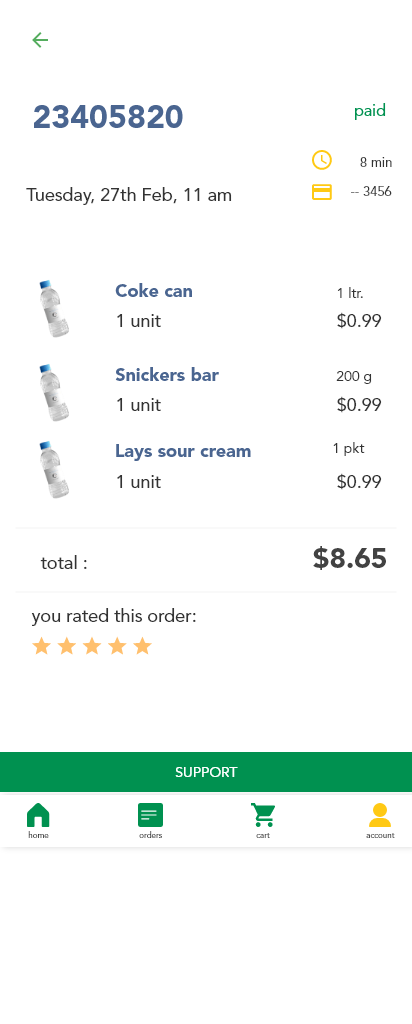 23405820
paid
8 min
Tuesday, 27th Feb, 11 am
-- 3456
Coke can
1 ltr.
1 unit
$0.99
Snickers bar
200 g
1 unit
$0.99
Lays sour cream
1 pkt
1 unit
$0.99
total :
$8.65
you rated this order:
SUPPORT
home
orders
cart
account